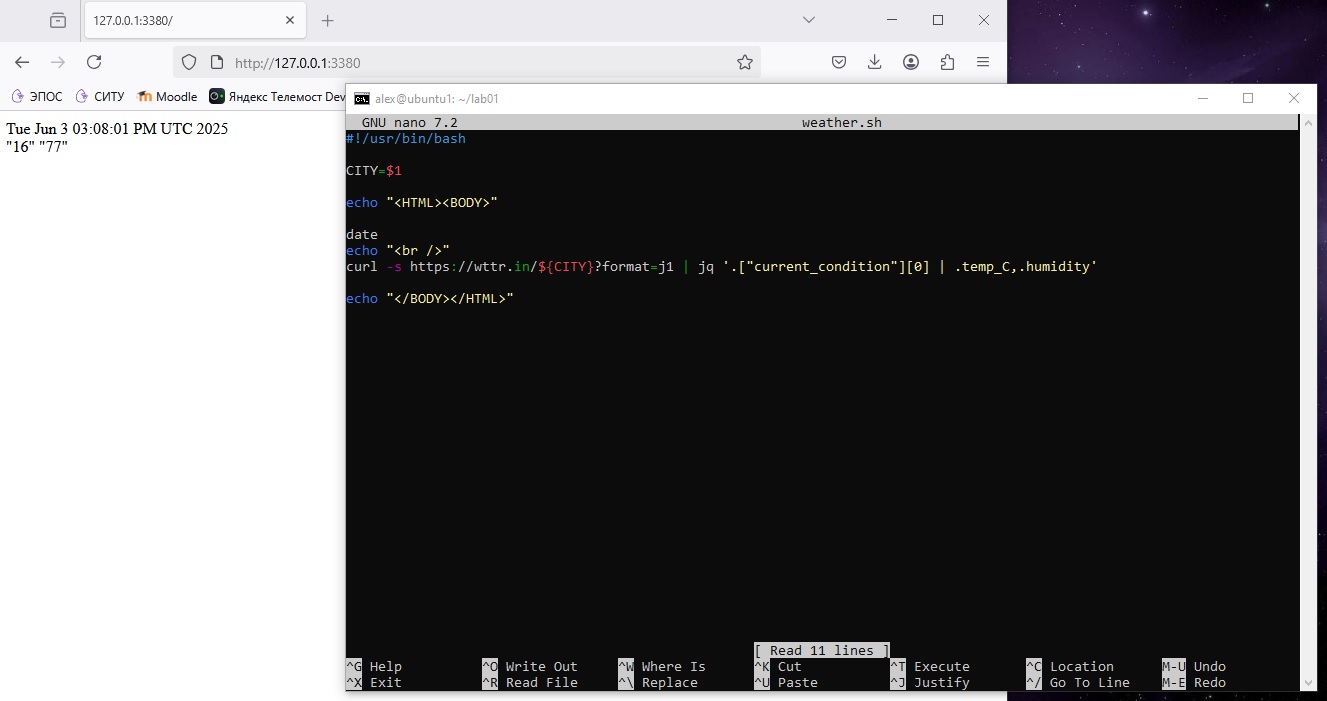 127.0.0.1:3380/
http://127.0.0.1:3380
ЭПОС СИТУ Moodle Яндекс Телемост Dev
Tue Jun 3 03:08:01 PM UTC 2025
"16" "77"
alex@ubuntu1: ~/lab01
GNU nano 7.2 weather.sh
#!/usr/bin/bash
CITY=$1
echo "<HTML><BODY>"
date
echo "<br />"
curl -s https://wttr.in/${CITY}?format=j1 | jq '.["current_condition"][0] | .temp_C,.humidity'
echo "</BODY></HTML>"
[ Read 11 lines ]
^G Help ^O Write Out ^W Where Is ^K Cut ^T Execute ^C Location M-U Undo
^X Exit ^R Read File ^\ Replace ^U Paste ^J Justify ^/ Go To Line M-E Redo